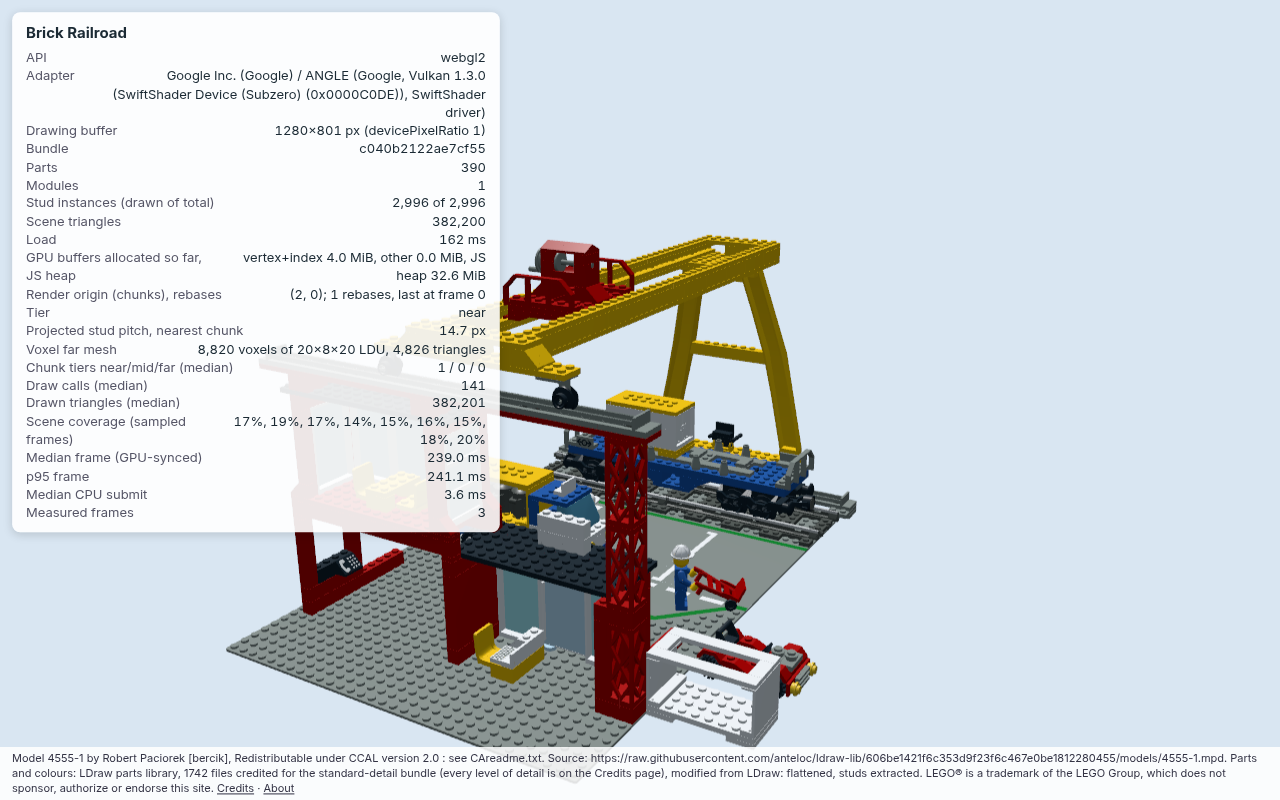 Brick Railroad
API webgl2
Adapter Google Inc. (Google) / ANGLE (Google, Vulkan 1.3.0
(SwiftShader Device (Subzero) (0x0000C0DE)), SwiftShader
driver)
Drawing buffer 1280×801 px (devicePixelRatio 1)
Bundle c040b2122ae7cf55
Parts 390
Modules 1
Stud instances (drawn of total) 2,996 of 2,996
Scene triangles 382,200
Load 162 ms
GPU buffers allocated so far, vertex+index 4.0 MiB, other 0.0 MiB, JS
JS heap heap 32.6 MiB
Render origin (chunks), rebases (2, 0); 1 rebases, last at frame 0
Tier near
Projected stud pitch, nearest chunk 14.7 px
Voxel far mesh 8,820 voxels of 20×8×20 LDU, 4,826 triangles
Chunk tiers near/mid/far (median) 1 / 0 / 0
Draw calls (median) 141
Drawn triangles (median) 382,201
Scene coverage (sampled 17%, 19%, 17%, 14%, 15%, 16%, 15%,
frames) 18%, 20%
Median frame (GPU-synced) 239.0 ms
p95 frame 241.1 ms
Median CPU submit 3.6 ms
Measured frames 3
Model 4555-1 by Robert Paciorek [bercik], Redistributable under CCAL version 2.0 : see CAreadme.txt. Source: https://raw.githubusercontent.com/anteloc/ldraw-lib/606be1421f6c353d9f23f6c467e0be1812280455/models/4555-1.mpd. Parts
and colours: LDraw parts library, 1742 files credited for the standard-detail bundle (every level of detail is on the Credits page), modified from LDraw: flattened, studs extracted. LEGO® is a trademark of the LEGO Group, which does not
sponsor, authorize or endorse this site. Credits · About